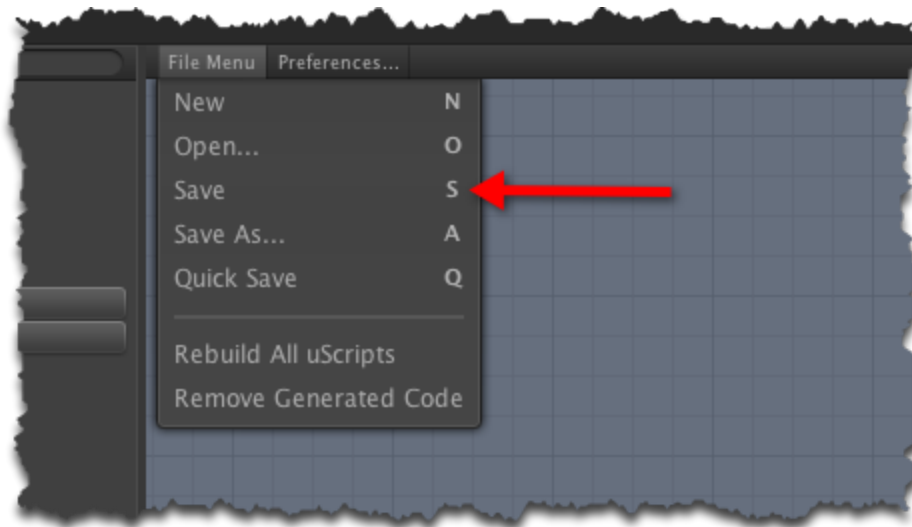 File Menu Preferences...
New N
Open... O
Save S
Save As... A
Quick Save Q
Rebuild All uScripts
Remove Generated Code